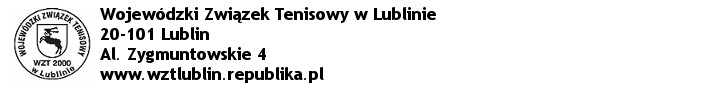 WOJEWÓDZKI ZWIĄZEK TENISOWY
WZT 2000
w Lublinie
Wojewódzki Związek Tenisowy w Lublinie
20-101 Lublin
Al. Zygmuntowskie 4
www.wztlublin.republika.pl